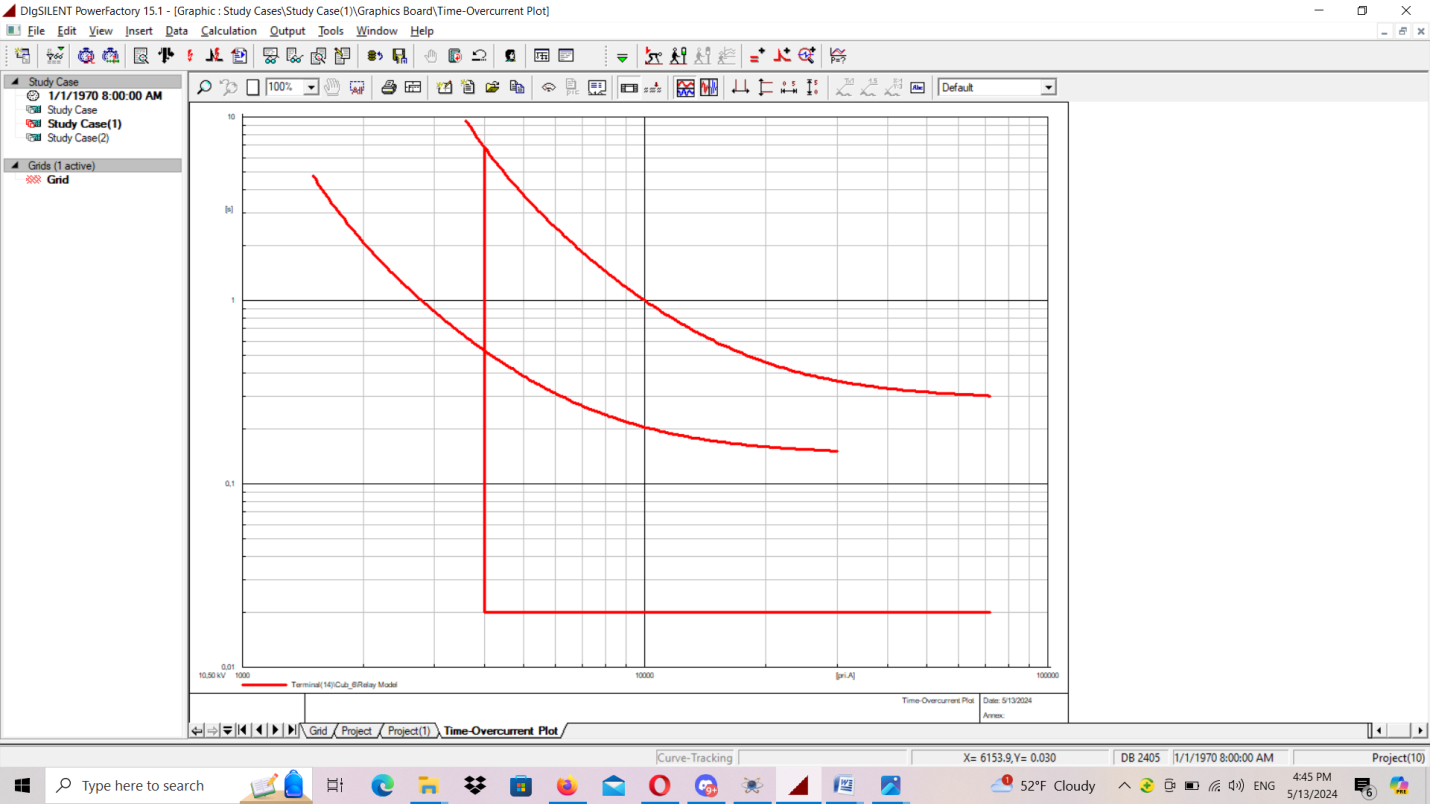 DIgSILENT PowerFactory 15.1 - [Graphic : Study Cases\Study Case(1)\Graphics Board\Time-Overcurrent Plot]
File Edit View Insert Data Calculation Output Tools Window Help
Study Case
1/1/1970 8:00:00 AM
Study Case
Study Case(1)
Study Case(2)
Grids (1 active)
Grid
100%
Abc
Default
10
[s]
1
0,1
0,01
10,50 kV 1000 10000 [pri.A] 100000
Terminal(14)\Cub_6\Relay Model
Time-Overcurrent Plot
Date: 5/13/2024
Annex:
Grid Project Project(1) Time-Overcurrent Plot
Curve-Tracking X= 6153.9,Y= 0.030 DB 2405 1/1/1970 8:00:00 AM Project(10)
Type here to search
9+
1
52°F Cloudy
ENG
4:45 PM
5/13/2024
6
PRE